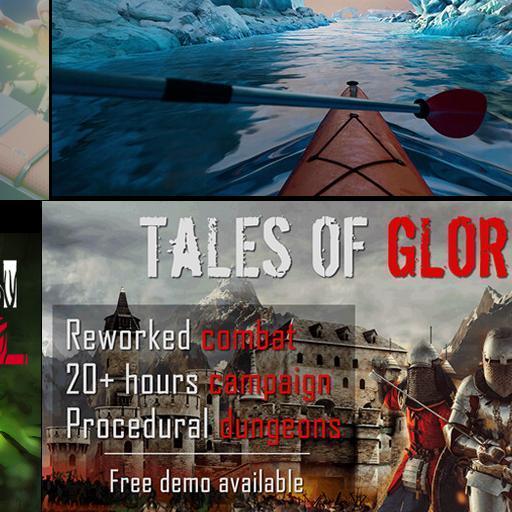 TALES OF GLOR
Reworked combat
20+ hours campaign
Procedural dungeons
Free demo available